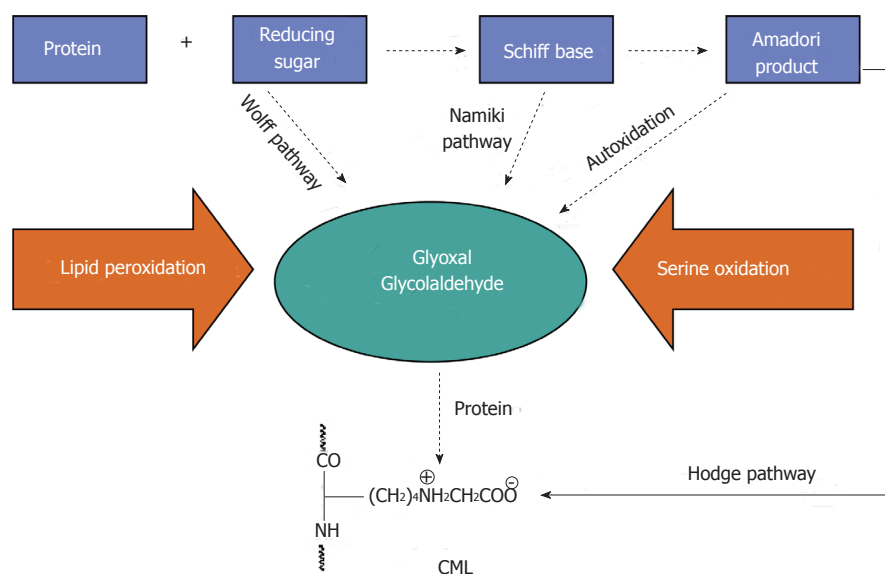 Protein
+
Reducing
sugar
Schiff base
Amadori
product
Wolff pathway
Namiki
pathway
Autoxidation
Lipid peroxidation
Glyoxal
Glycolaldehyde
Serine oxidation
Protein
CO
(CH₂)₄NH₂CH₂COO
⊕
⊖
NH
Hodge pathway
CML